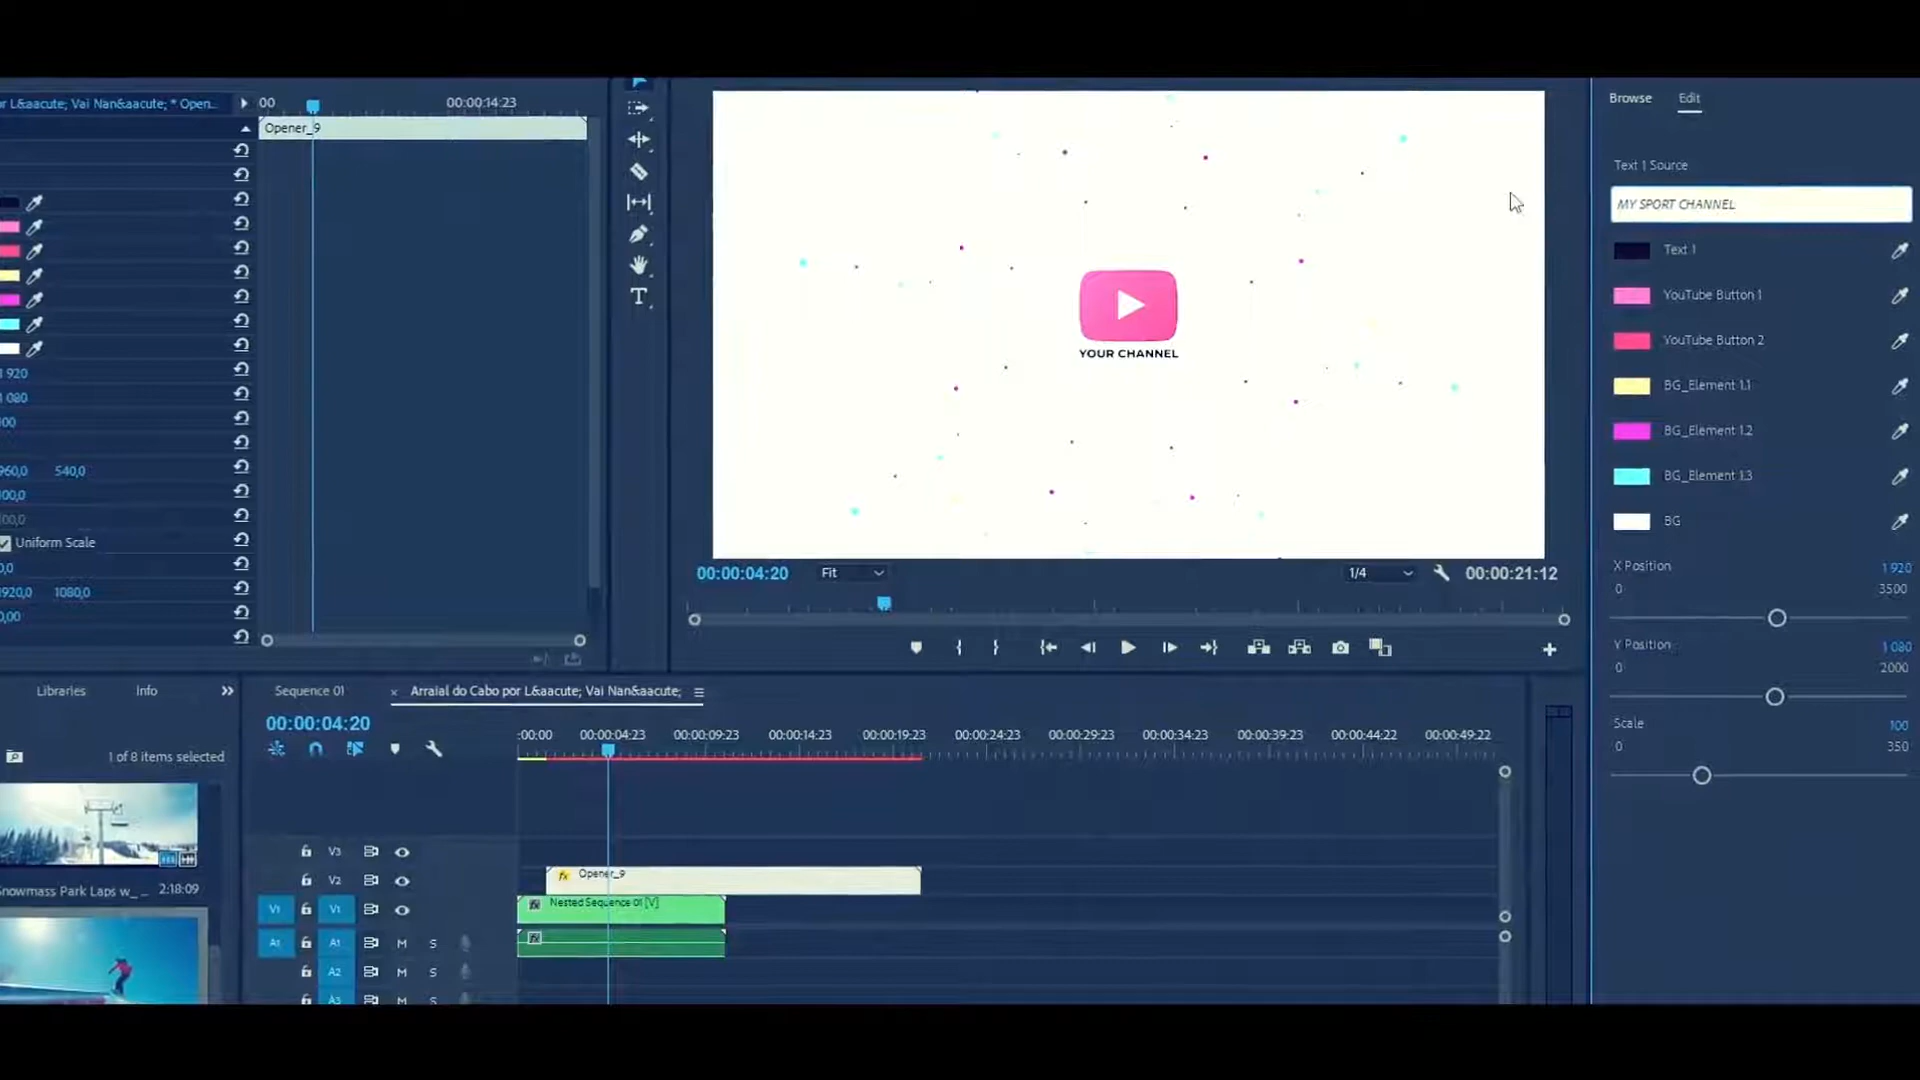 or L&aacute; Vai Nan&aacute; * Open...
00
00:00:14:23
Opener_9
1 920
1 080
100
960,0 540,0
100,0
100,0
Uniform Scale
0,0
1920,0 1080,0
0,00
YOUR CHANNEL
00:00:04:20
Fit
1/4
00:00:21:12
Browse
Edit
Text 1 Source
MY SPORT CHANNEL
Text 1
YouTube Button 1
YouTube Button 2
BG_Element 1.1
BG_Element 1.2
BG_Element 1.3
BG
X Position
1 920
0
3500
Y Position
1 080
0
2000
Scale
100
0
350
Libraries
Info
1 of 8 items selected
Snowmass Park Laps w_ ...
2:18:09
Sequence 01
× Arraial do Cabo por L&aacute; Vai Nan&aacute;
00:00:04:20
:00:00
00:00:04:23
00:00:09:23
00:00:14:23
00:00:19:23
00:00:24:23
00:00:29:23
00:00:34:23
00:00:39:23
00:00:44:22
00:00:49:22
V3
V2
Opener_9
V1 V1
Nested Sequence 01 [V]
A1 A1 M S
A2 M S
A3
fx
fx
fx